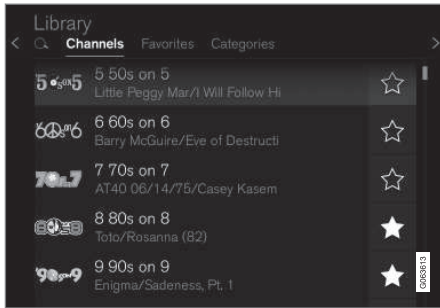 Library
Channels Favorites Categories
5 50s on 5
Little Peggy Mar/I Will Follow Hi
6 60s on 6
Barry McGuire/Eve of Destructi
7 70s on 7
AT40 06/14/75/Casey Kasem
8 80s on 8
Toto/Rosanna (82)
9 90s on 9
Enigma/Sadeness, Pt. 1
G063613